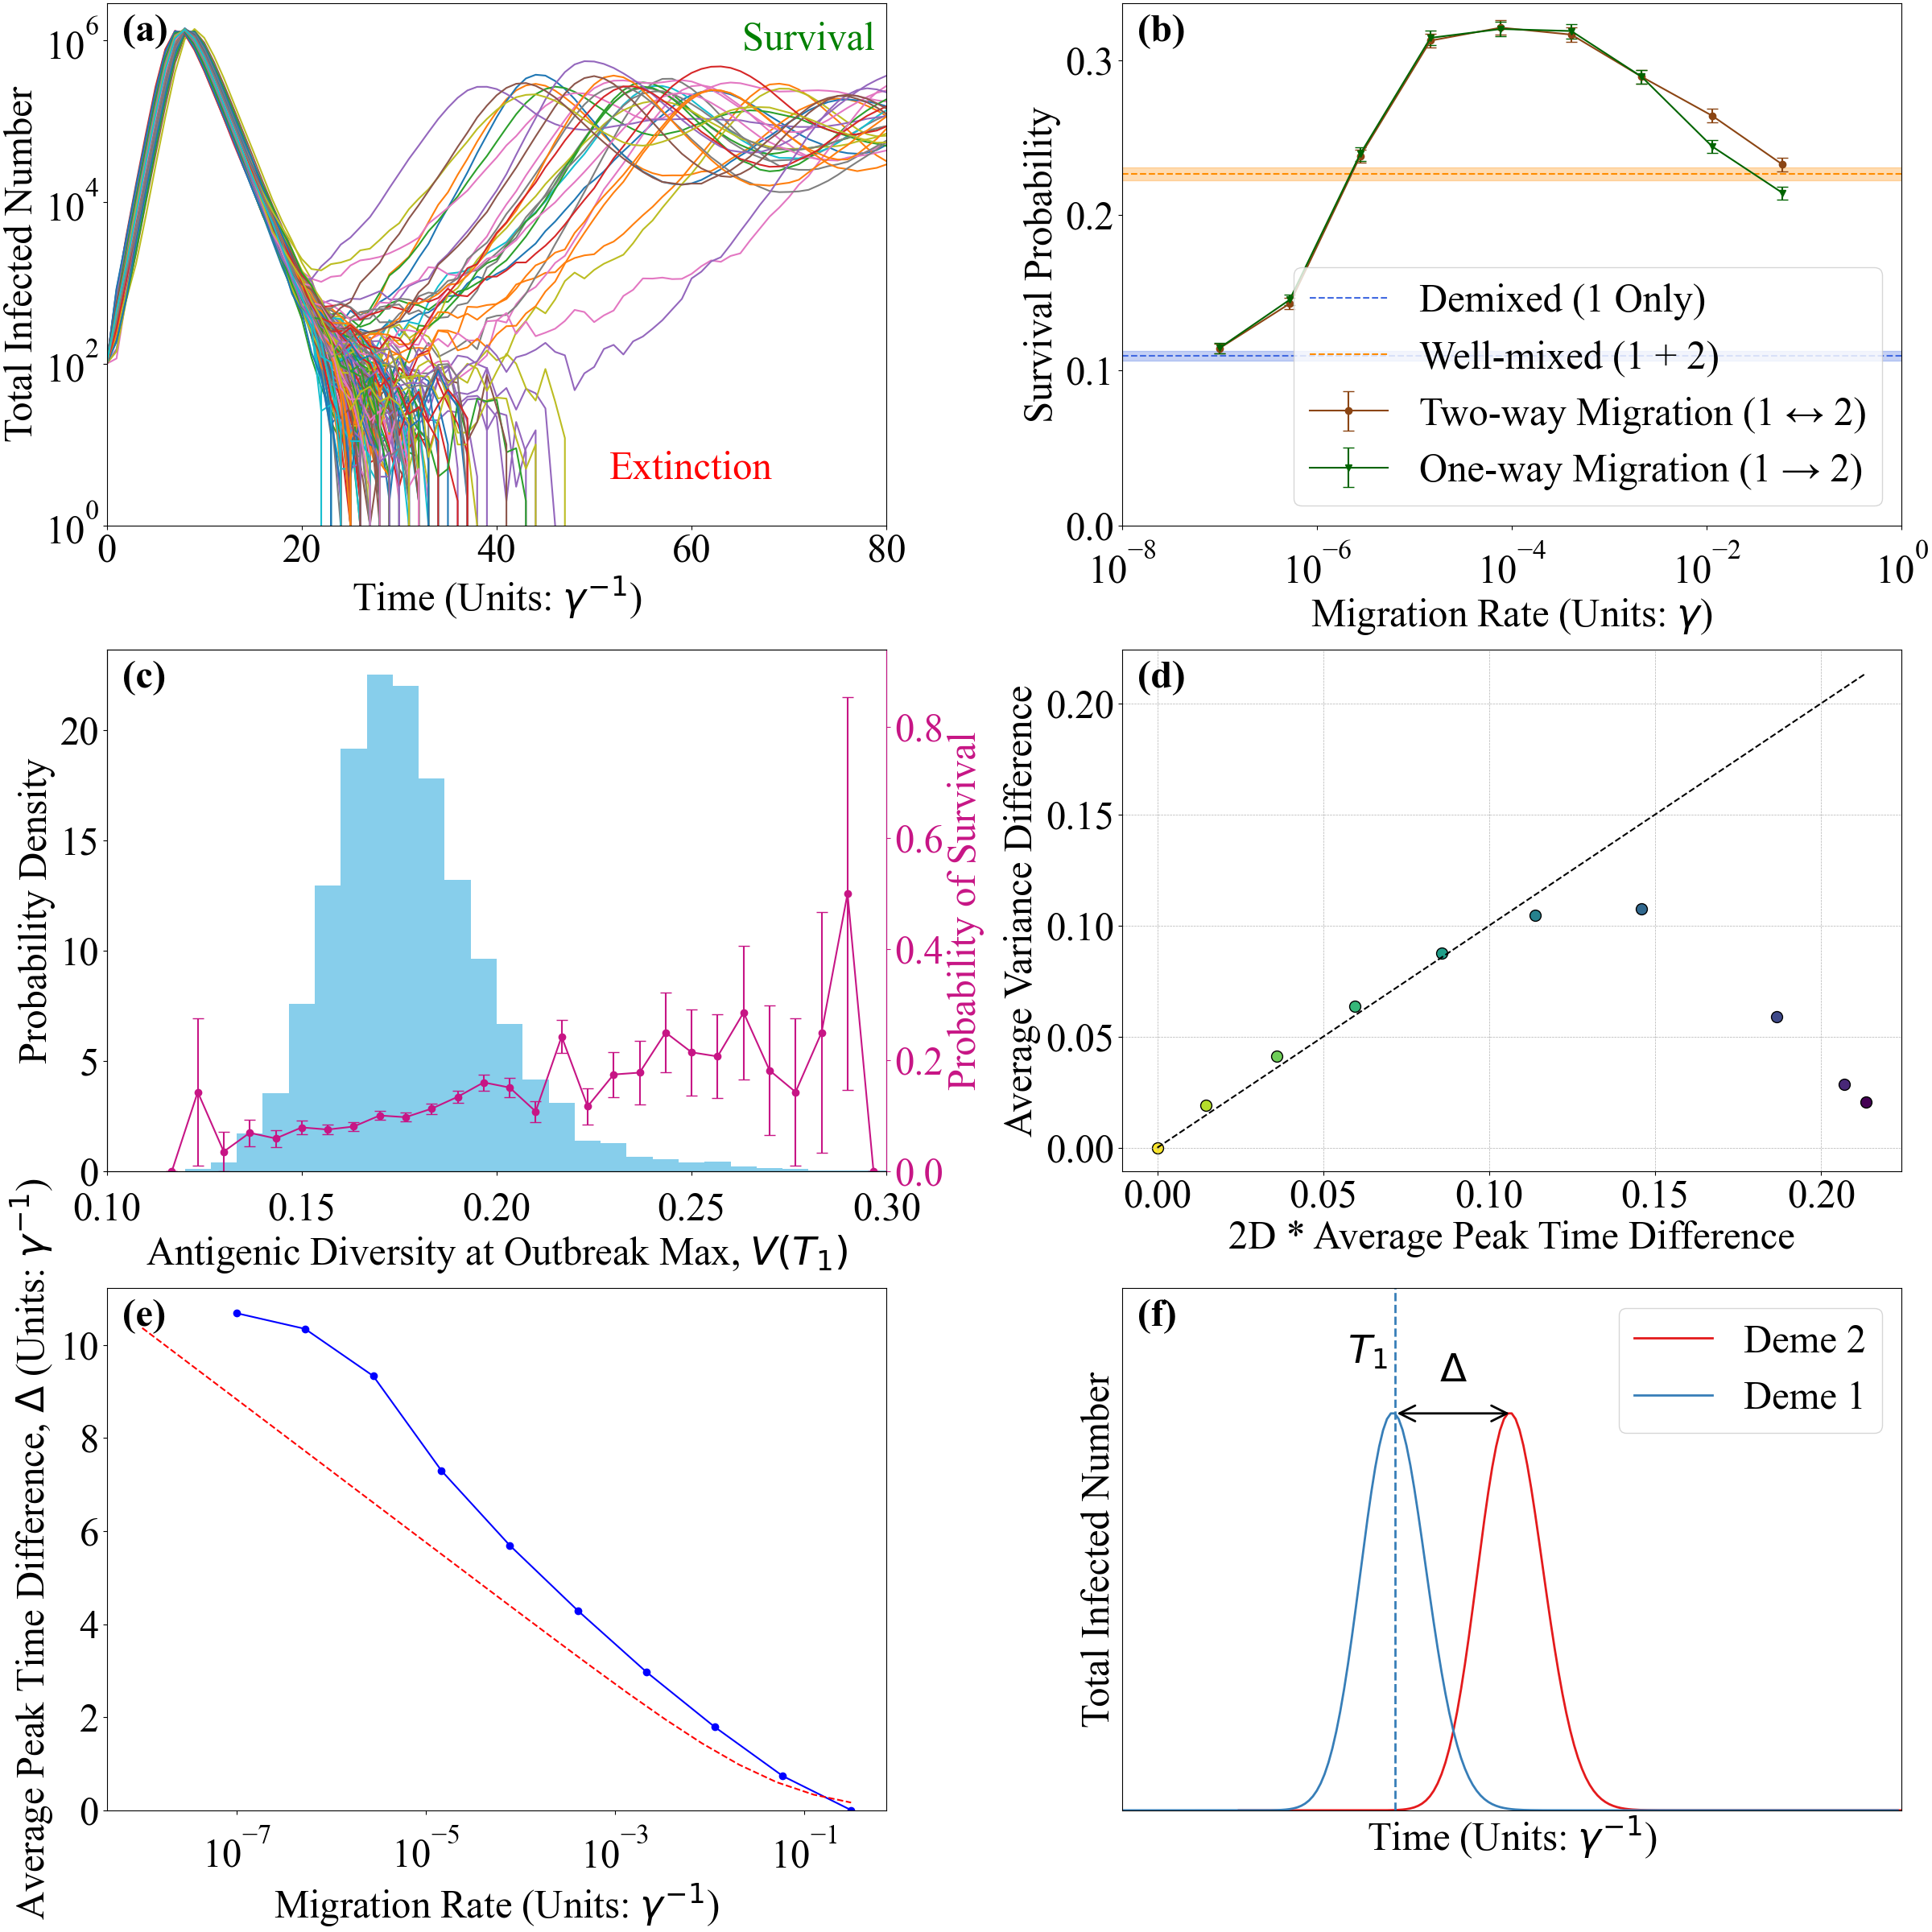 (a)
Survival
Extinction
Total Infected Number
10^6
10^4
10^2
10^0
0 20 40 60 80
Time (Units: γ^−1)
(b)
Survival Probability
0.3
0.2
0.1
0.0
Demixed (1 Only)
Well-mixed (1 + 2)
Two-way Migration (1 ↔ 2)
One-way Migration (1 → 2)
10^−8 10^−6 10^−4 10^−2 10^0
Migration Rate (Units: γ)
(c)
Probability Density
20
15
10
5
0
Probability of Survival
0.8
0.6
0.4
0.2
0.0
0.10 0.15 0.20 0.25 0.30
Antigenic Diversity at Outbreak Max, V(T_1)
(d)
Average Variance Difference
0.20
0.15
0.10
0.05
0.00
0.00 0.05 0.10 0.15 0.20
2D * Average Peak Time Difference
(e)
Average Peak Time Difference, Δ (Units: γ^−1)
10
8
6
4
2
0
10^−7 10^−5 10^−3 10^−1
Migration Rate (Units: γ^−1)
(f)
Total Infected Number
T_1
Δ
Deme 2
Deme 1
Time (Units: γ^−1)